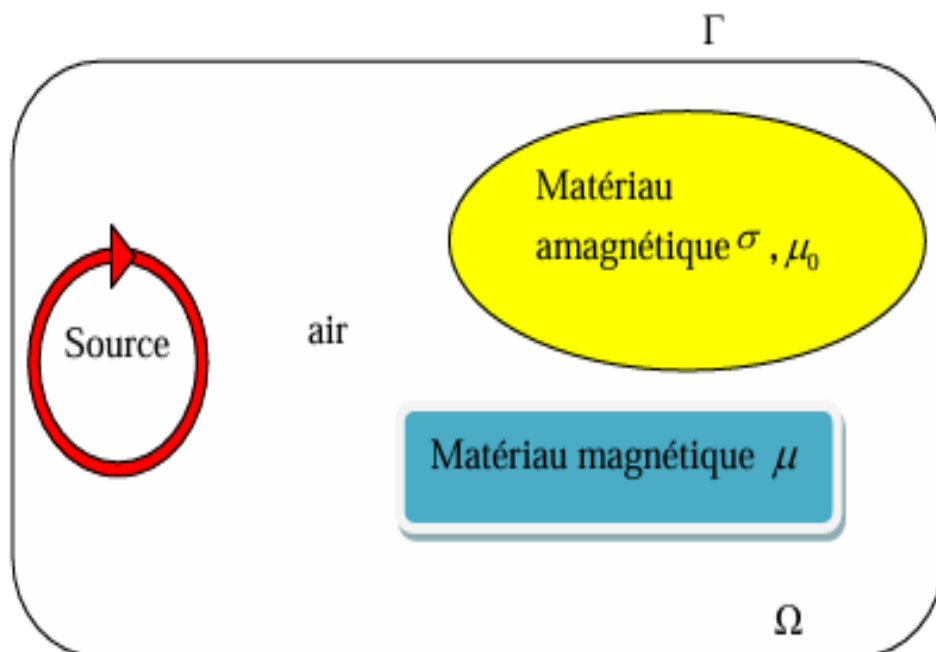 Γ
Matériau
amagnétique σ , μ₀
Source
air
Matériau magnétique μ
Ω